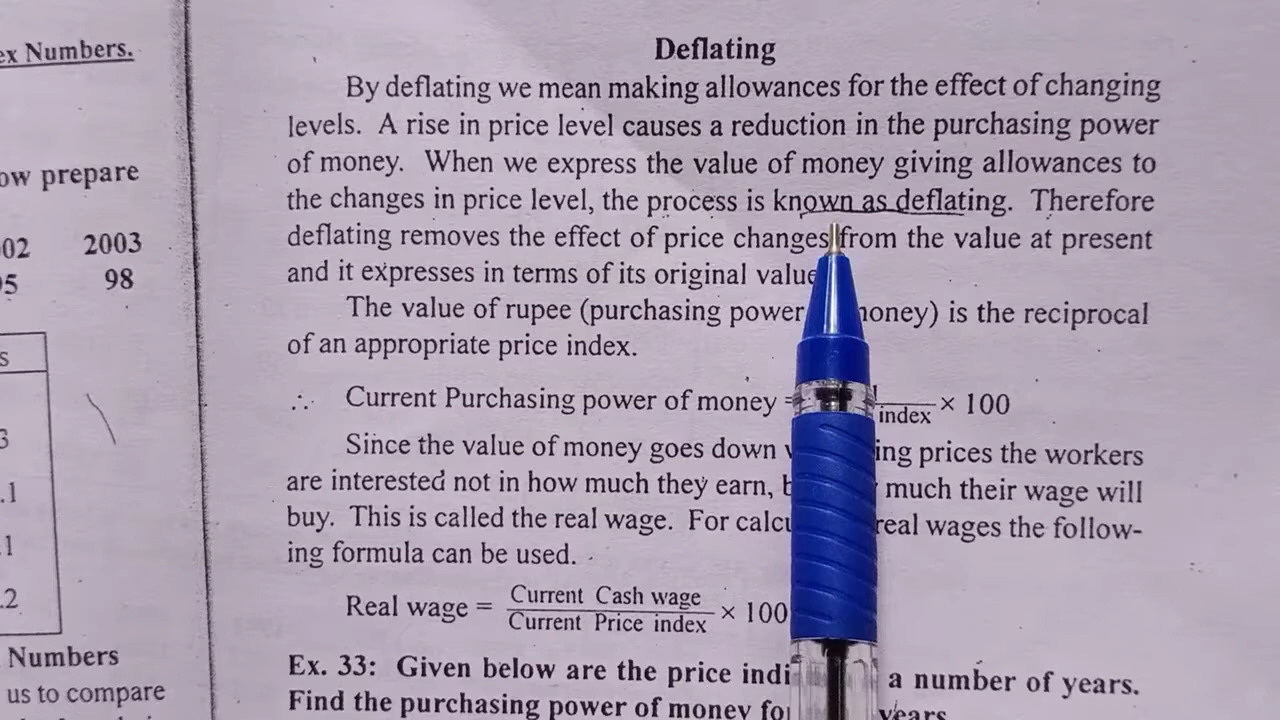 ex Numbers.
ow prepare
02 2003
5 98
s
3
.1
.1
.2
Numbers
us to compare
Deflating
By deflating we mean making allowances for the effect of changing
levels. A rise in price level causes a reduction in the purchasing power
of money. When we express the value of money giving allowances to
the changes in price level, the process is known as deflating. Therefore
deflating removes the effect of price changes from the value at present
and it expresses in terms of its original value
The value of rupee (purchasing power money) is the reciprocal
of an appropriate price index.
∴ Current Purchasing power of money = index × 100
Since the value of money goes down ing prices the workers
are interested not in how much they earn, much their wage will
buy. This is called the real wage. For calcu real wages the follow-
ing formula can be used.
Real wage = Current Cash wage / Current Price index × 100
Ex. 33: Given below are the price indi a number of years.
Find the purchasing power of money fo years